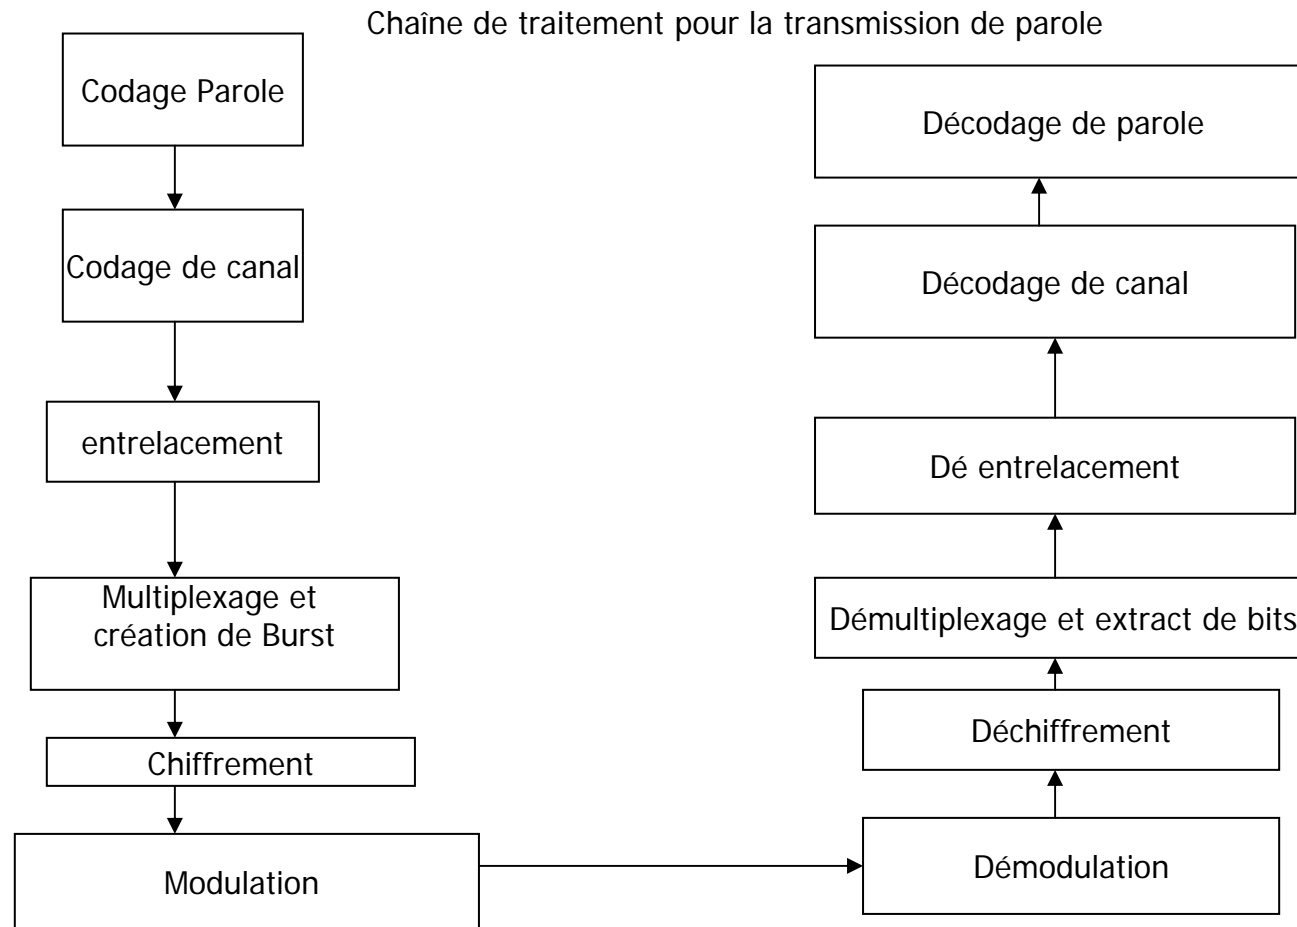 Chaîne de traitement pour la transmission de parole
Codage Parole
Codage de canal
entrelacement
Multiplexage et
création de Burst
Chiffrement
Modulation
Décodage de parole
Décodage de canal
Dé entrelacement
Démultiplexage et extract de bits
Déchiffrement
Démodulation